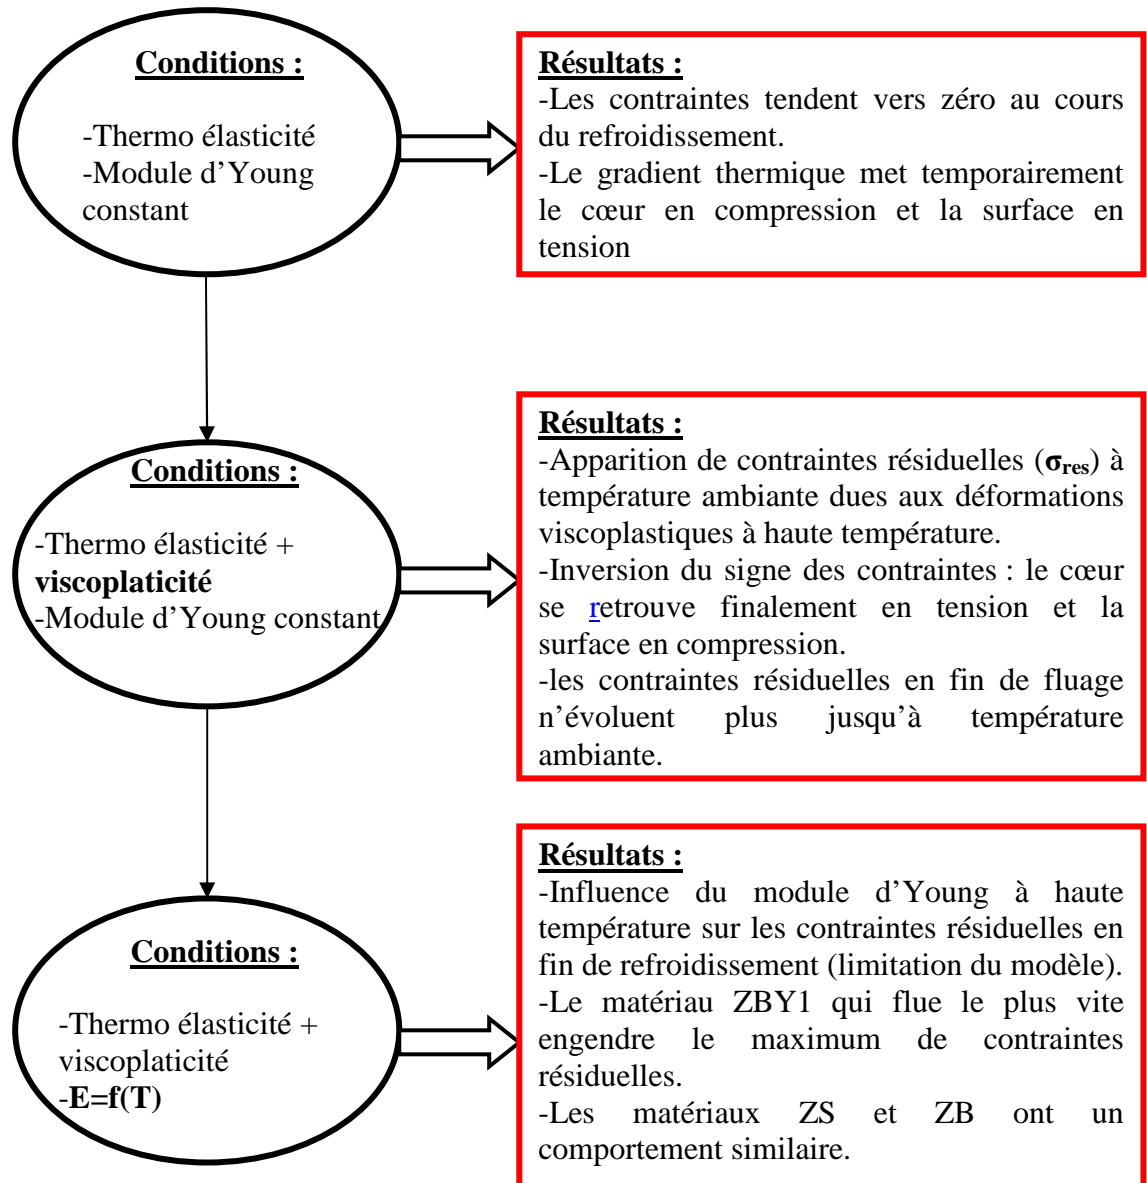 Conditions :
-Thermo élasticité
-Module d’Young
constant
Résultats :
-Les contraintes tendent vers zéro au cours
du refroidissement.
-Le gradient thermique met temporairement
le cœur en compression et la surface en
tension
Conditions :
-Thermo élasticité +
viscoplaticité
-Module d’Young constant
Résultats :
-Apparition de contraintes résiduelles (σres) à
température ambiante dues aux déformations
viscoplastiques à haute température.
-Inversion du signe des contraintes : le cœur
se retrouve finalement en tension et la
surface en compression.
-les contraintes résiduelles en fin de fluage
n’évoluent plus jusqu’à température
ambiante.
Conditions :
-Thermo élasticité +
viscoplaticité
-E=f(T)
Résultats :
-Influence du module d’Young à haute
température sur les contraintes résiduelles en
fin de refroidissement (limitation du modèle).
-Le matériau ZBY1 qui flue le plus vite
engendre le maximum de contraintes
résiduelles.
-Les matériaux ZS et ZB ont un
comportement similaire.